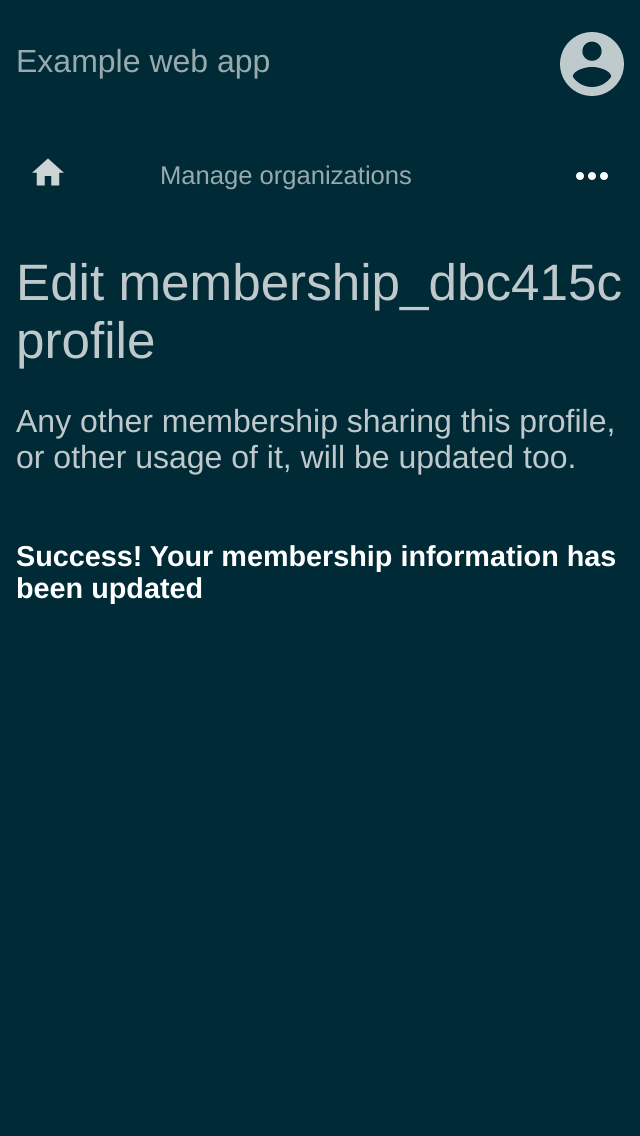 Example web app
Manage organizations
Edit membership_dbc415c
profile
Any other membership sharing this profile,
or other usage of it, will be updated too.
Success! Your membership information has
been updated